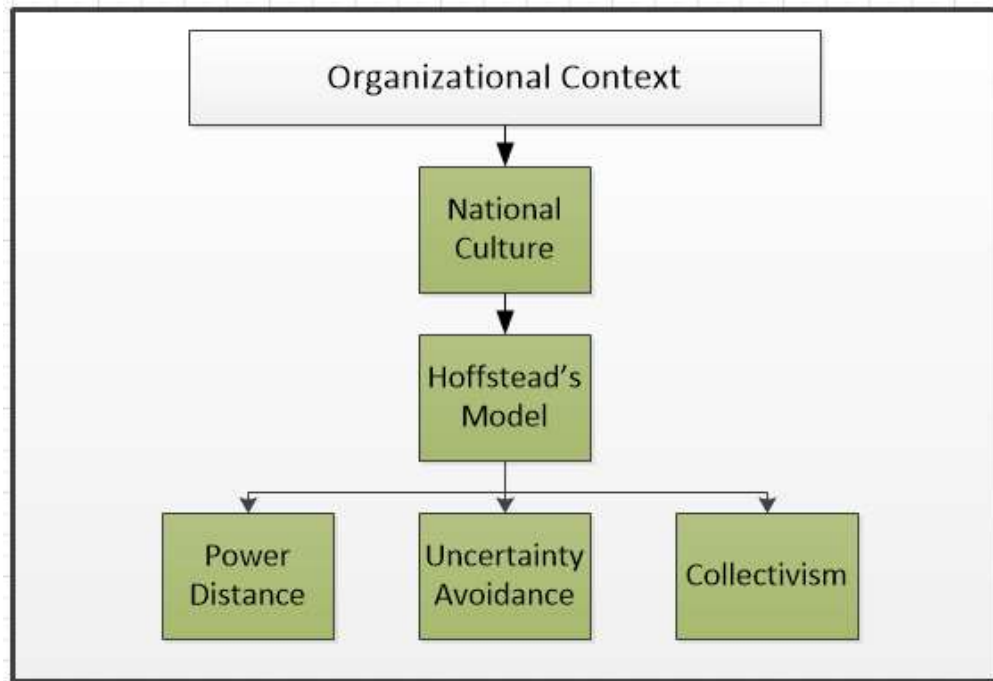 Organizational Context
National
Culture
Hoffstead's
Model
Power
Distance
Uncertainty
Avoidance
Collectivism